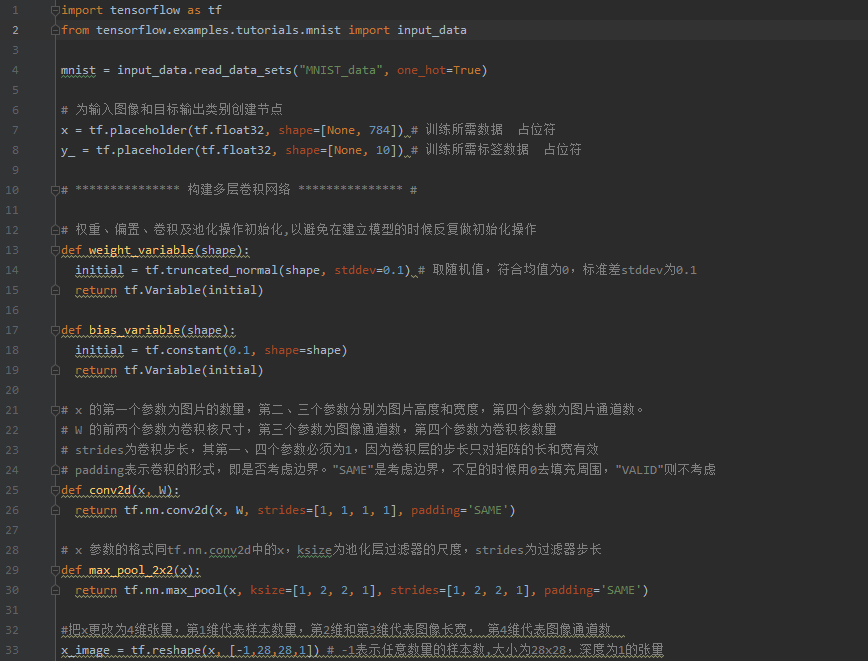 1 import tensorflow as tf
2 from tensorflow.examples.tutorials.mnist import input_data
3
4 mnist = input_data.read_data_sets("MNIST_data", one_hot=True)
5
6 # 为输入图像和目标输出类别创建节点
7 x = tf.placeholder(tf.float32, shape=[None, 784]) # 训练所需数据  占位符
8 y_ = tf.placeholder(tf.float32, shape=[None, 10]) # 训练所需标签数据  占位符
9
10 # *************** 构建多层卷积网络 *************** #
11
12 # 权重、偏置、卷积及池化操作初始化,以避免在建立模型的时候反复做初始化操作
13 def weight_variable(shape):
14   initial = tf.truncated_normal(shape, stddev=0.1) # 取随机值，符合均值为0，标准差stddev为0.1
15   return tf.Variable(initial)
16
17 def bias_variable(shape):
18   initial = tf.constant(0.1, shape=shape)
19   return tf.Variable(initial)
20
21 # x 的第一个参数为图片的数量，第二、三个参数分别为图片高度和宽度，第四个参数为图片通道数。
22 # W 的前两个参数为卷积核尺寸，第三个参数为图像通道数，第四个参数为卷积核数量
23 # strides为卷积步长，其第一、四个参数必须为1，因为卷积层的步长只对矩阵的长和宽有效
24 # padding表示卷积的形式，即是否考虑边界。"SAME"是考虑边界，不足的时候用0去填充周围，"VALID"则不考虑
25 def conv2d(x, W):
26   return tf.nn.conv2d(x, W, strides=[1, 1, 1, 1], padding='SAME')
27
28 # x 参数的格式同tf.nn.conv2d中的x，ksize为池化层过滤器的尺度，strides为过滤器步长
29 def max_pool_2x2(x):
30   return tf.nn.max_pool(x, ksize=[1, 2, 2, 1], strides=[1, 2, 2, 1], padding='SAME')
31
32 #把x更改为4维张量，第1维代表样本数量，第2维和第3维代表图像长宽， 第4维代表图像通道数
33 x_image = tf.reshape(x, [-1,28,28,1]) # -1表示任意数量的样本数,大小为28x28，深度为1的张量